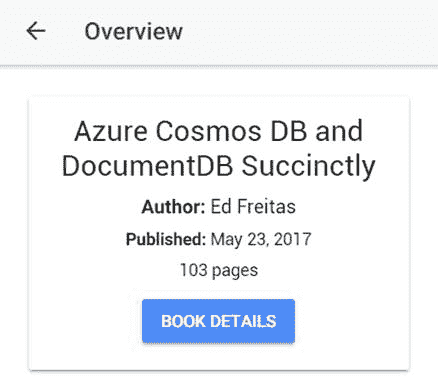 Overview
Azure Cosmos DB and
DocumentDB Succinctly
Author: Ed Freitas
Published: May 23, 2017
103 pages
BOOK DETAILS